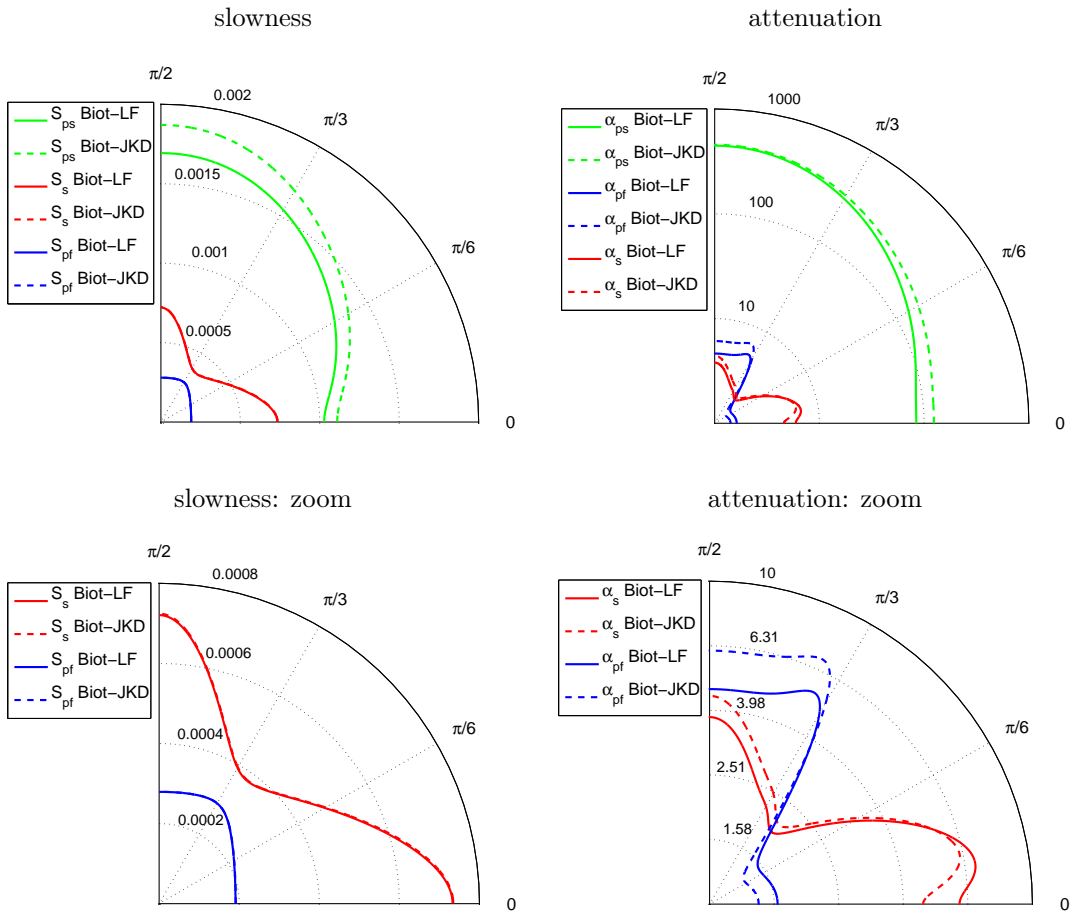 slowness
π/2
0.002
π/3
S_ps Biot−LF
S_ps Biot−JKD
S_s Biot−LF
S_s Biot−JKD
S_pf Biot−LF
S_pf Biot−JKD
0.0015
π/6
0.001
0.0005
0
attenuation
π/2
1000
π/3
α_ps Biot−LF
α_ps Biot−JKD
α_pf Biot−LF
α_pf Biot−JKD
α_s Biot−LF
α_s Biot−JKD
100
π/6
10
0
slowness: zoom
π/2
0.0008
π/3
S_s Biot−LF
S_s Biot−JKD
S_pf Biot−LF
S_pf Biot−JKD
0.0006
π/6
0.0004
0.0002
0
attenuation: zoom
π/2
10
π/3
α_s Biot−LF
α_s Biot−JKD
α_pf Biot−LF
α_pf Biot−JKD
6.31
3.98
π/6
2.51
1.58
0